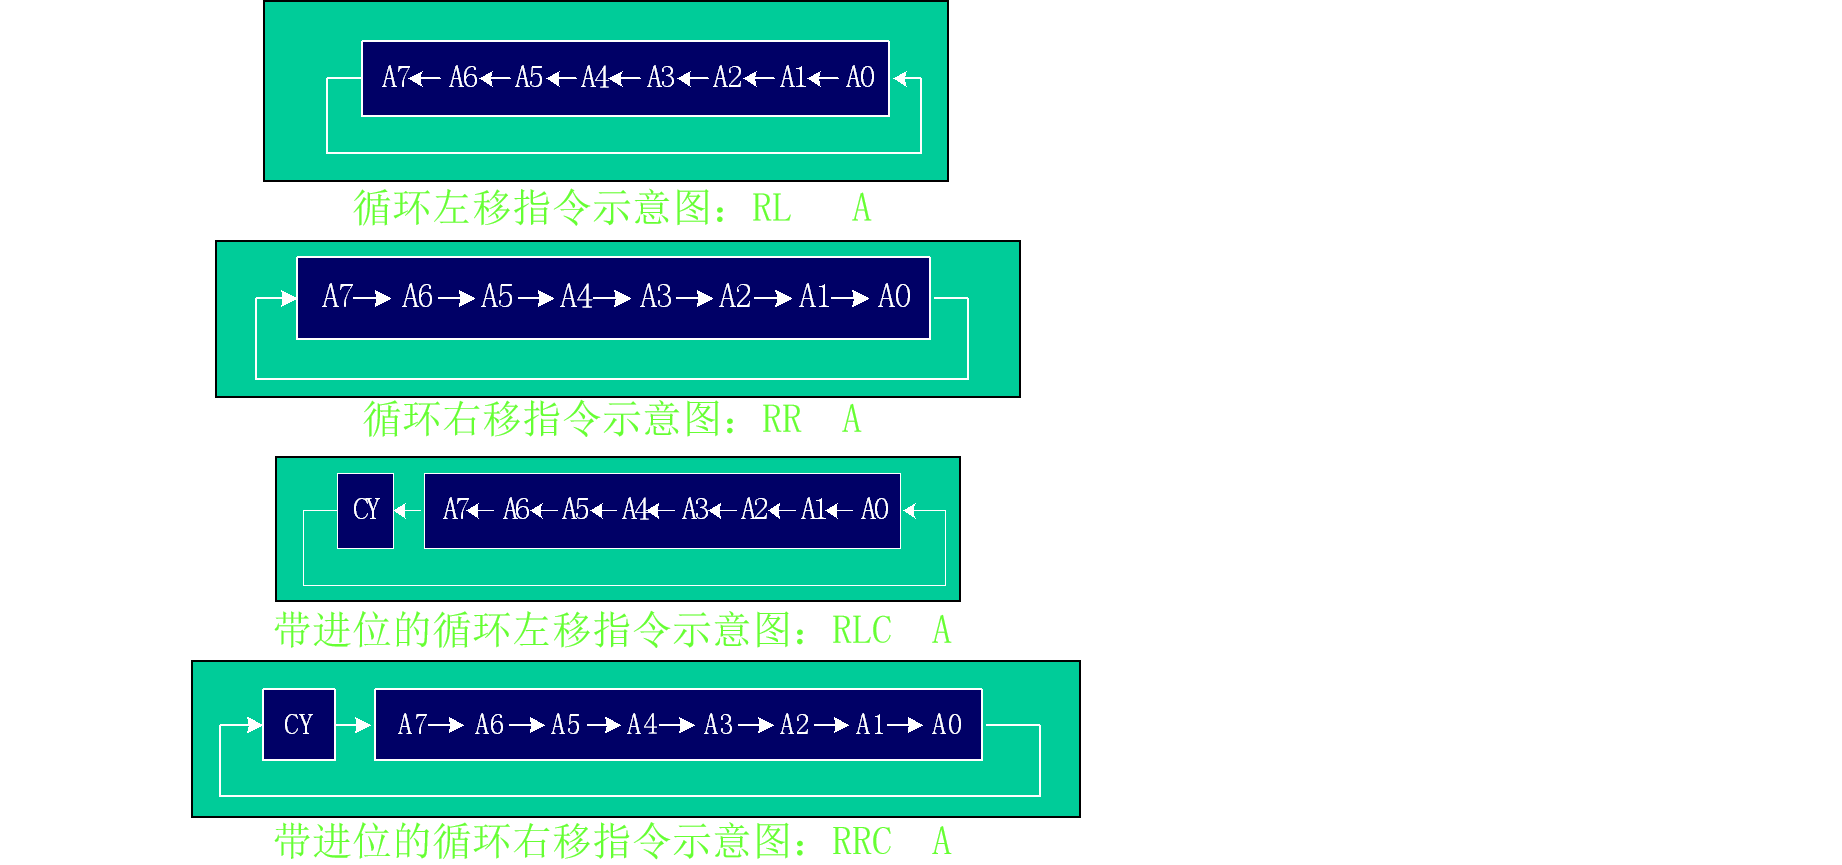 A7 A6 A5 A4 A3 A2 A1 A0
循环左移指令示意图：RL A
A7 A6 A5 A4 A3 A2 A1 A0
循环右移指令示意图：RR A
CY A7 A6 A5 A4 A3 A2 A1 A0
带进位的循环左移指令示意图：RLC A
CY A7 A6 A5 A4 A3 A2 A1 A0
带进位的循环右移指令示意图：RRC A